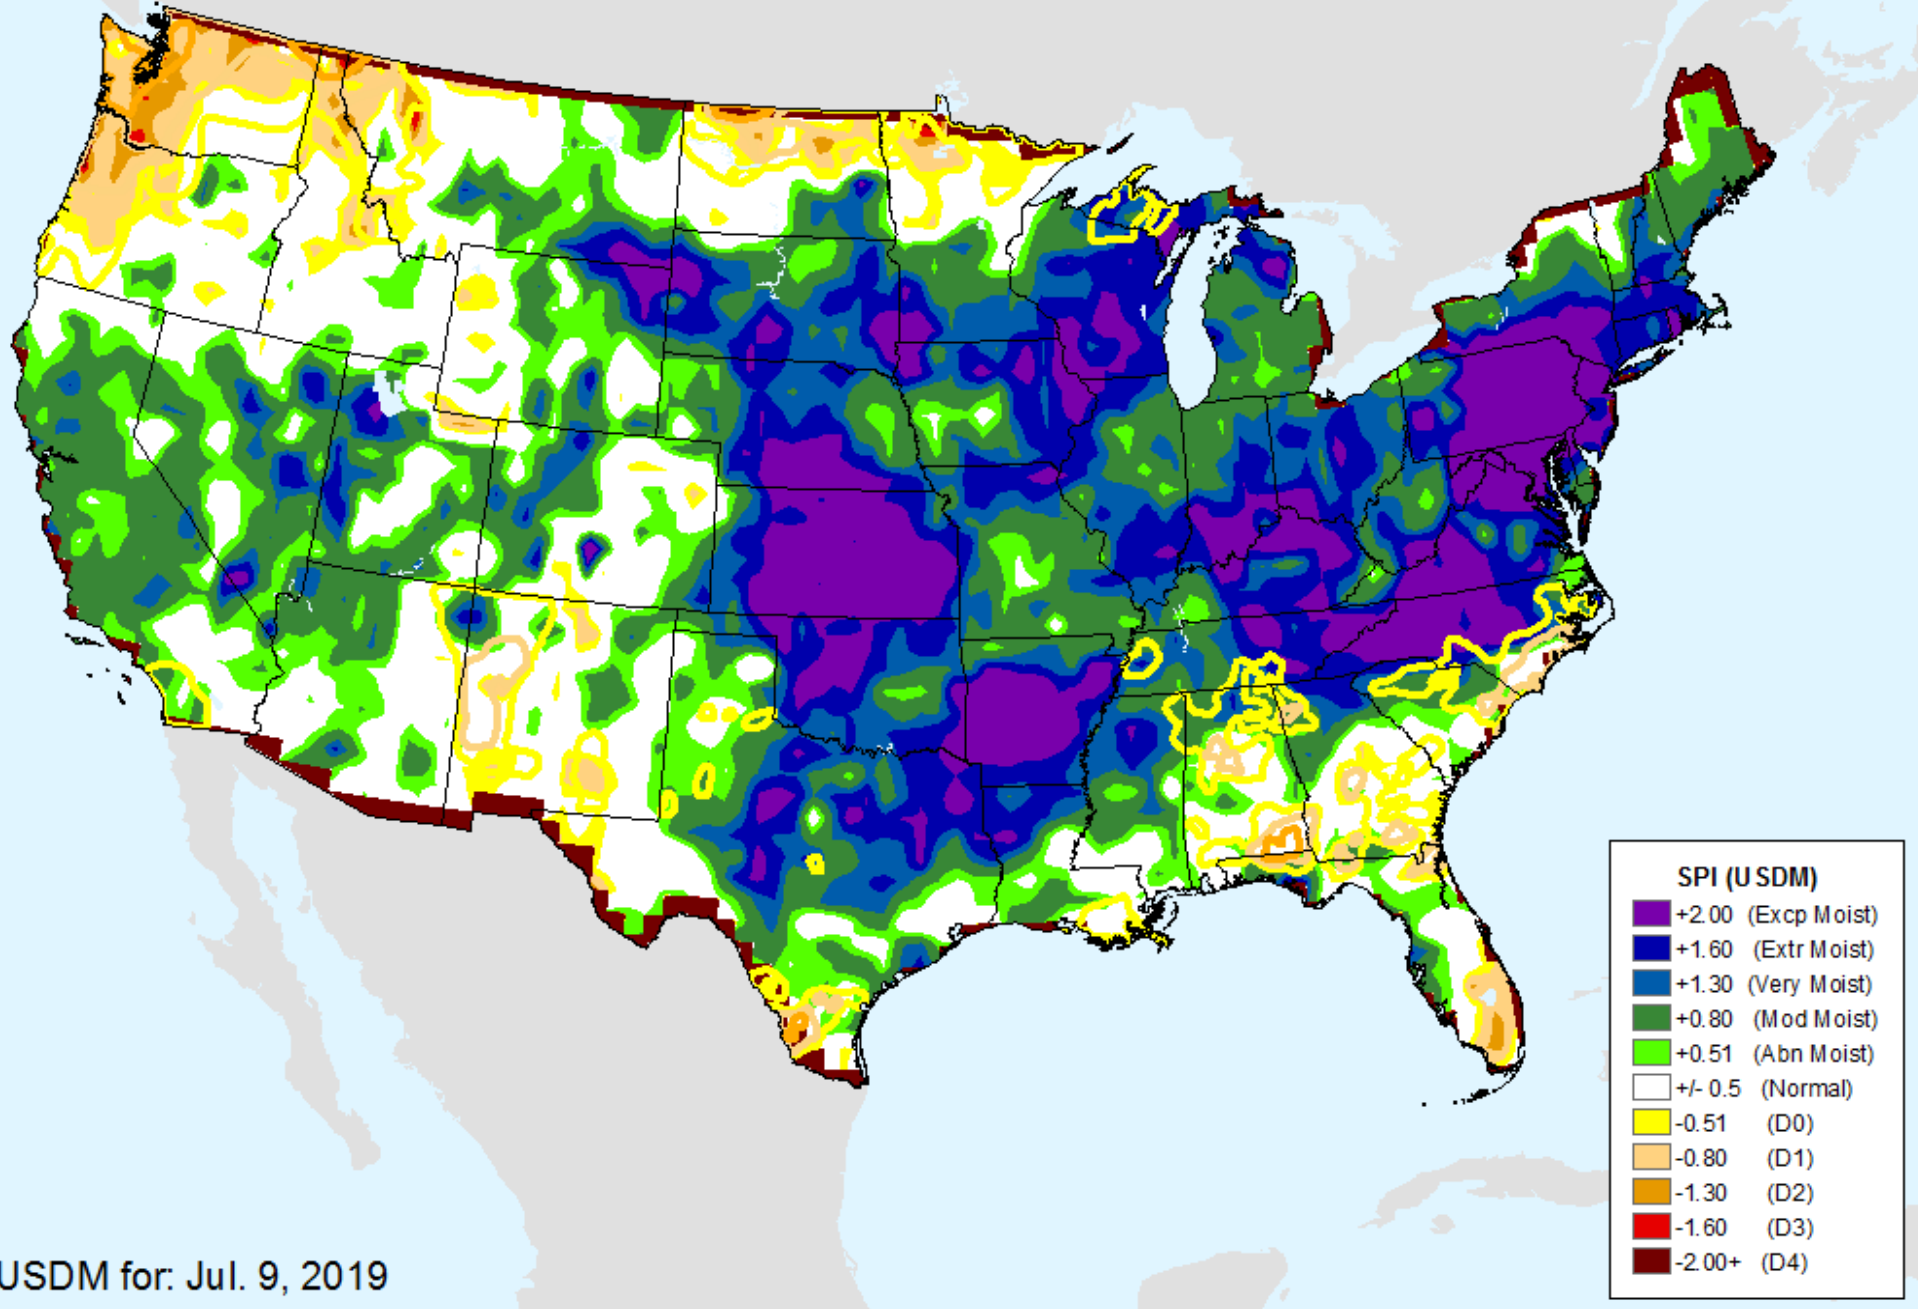 SPI (USDM)
+2.00 (Excp Moist)
+1.60 (Extr Moist)
+1.30 (Very Moist)
+0.80 (Mod Moist)
+0.51 (Abn Moist)
+/- 0.5 (Normal)
-0.51 (D0)
-0.80 (D1)
-1.30 (D2)
-1.60 (D3)
-2.00+ (D4)
USDM for: Jul. 9, 2019